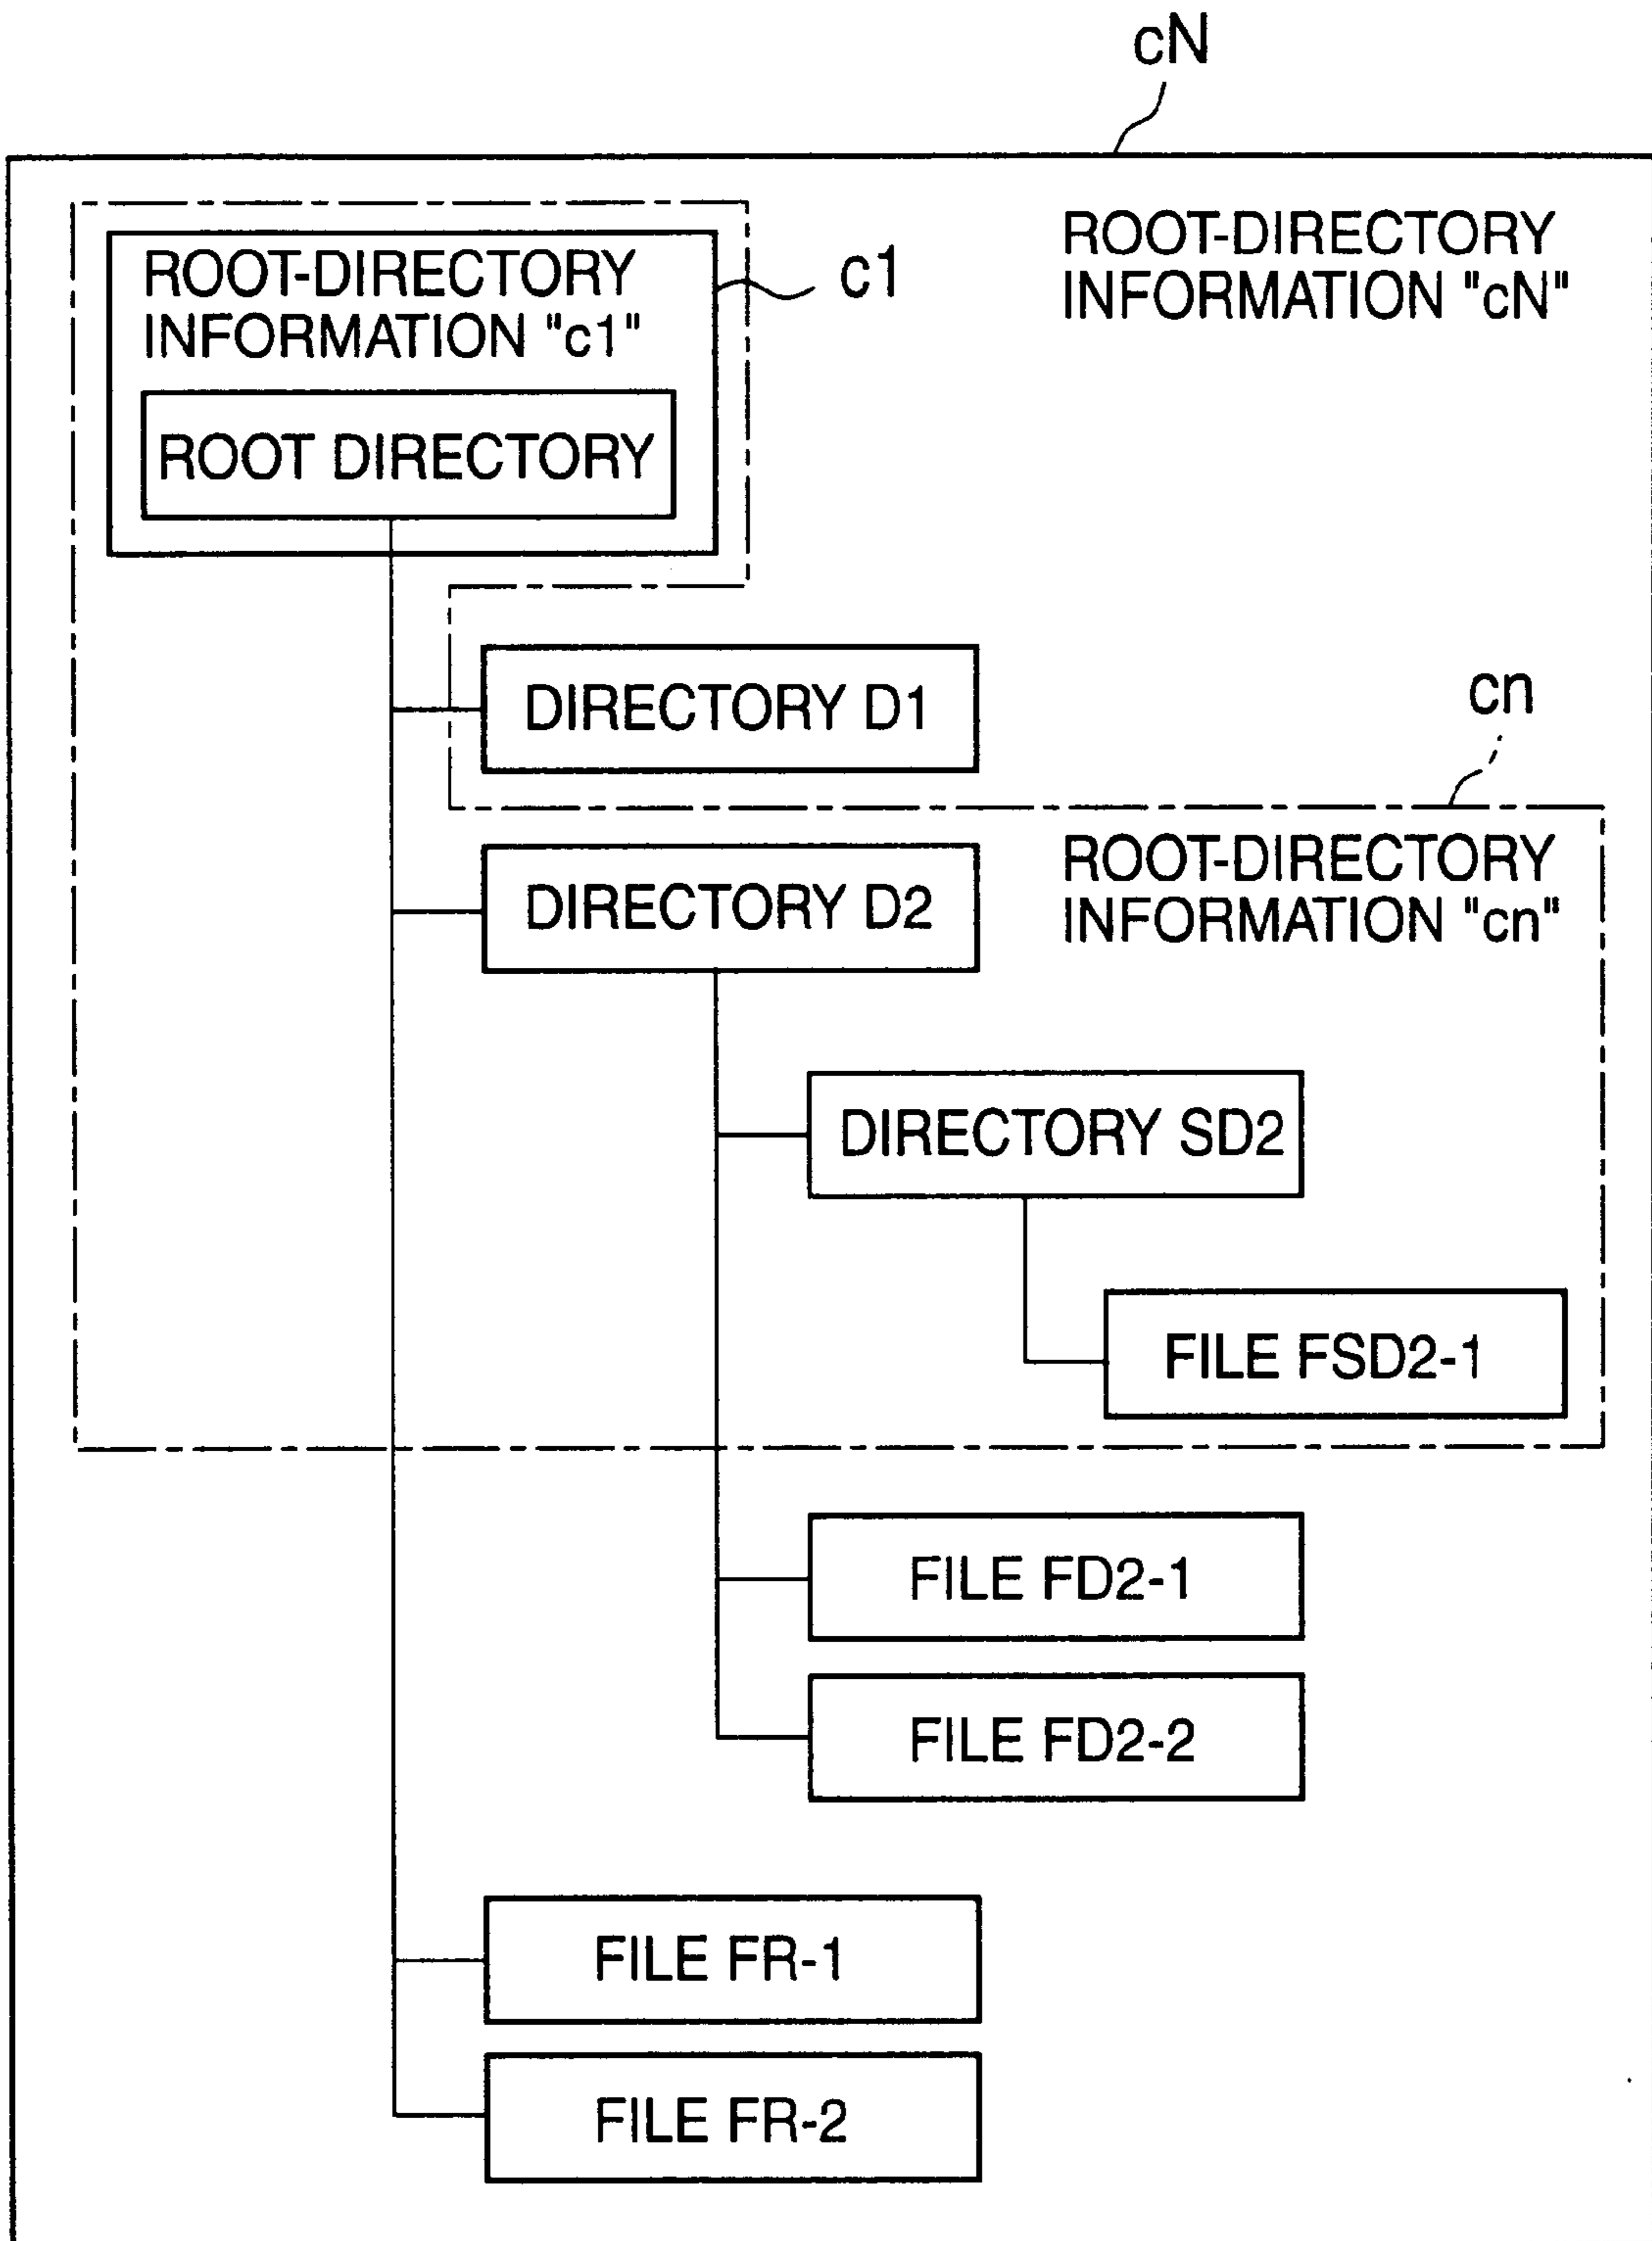 cN
ROOT-DIRECTORY
INFORMATION "cN"
ROOT-DIRECTORY
INFORMATION "c1"
c1
ROOT DIRECTORY
DIRECTORY D1
cn
ROOT-DIRECTORY
INFORMATION "cn"
DIRECTORY D2
DIRECTORY SD2
FILE FSD2-1
FILE FD2-1
FILE FD2-2
FILE FR-1
FILE FR-2